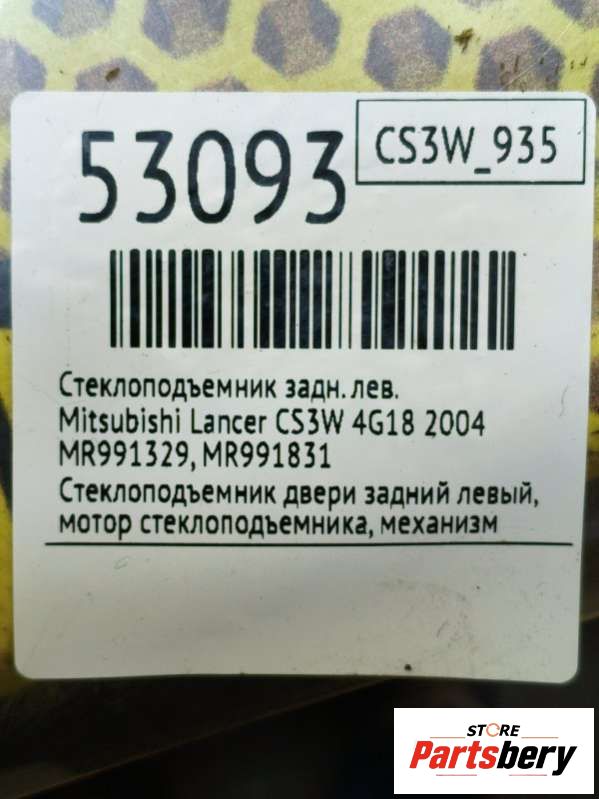 53093
CS3W_935
Стеклоподъемник задн. лев.
Mitsubishi Lancer CS3W 4G18 2004
MR991329, MR991831
Стеклоподъемник двери задний левый,
мотор стеклоподъемника, механизм
STORE
Partsbery